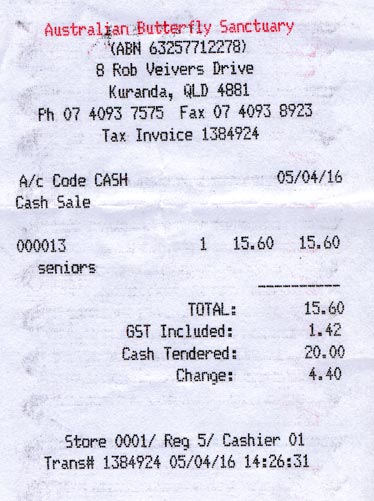 Australian Butterfly Sanctuary
(ABN 63257712278)
8 Rob Veivers Drive
Kuranda, QLD 4881
Ph 07 4093 7575 Fax 07 4093 8923
Tax Invoice 1384924
A/c Code CASH 05/04/16
Cash Sale
000013 1 15.60 15.60
seniors
----------
TOTAL: 15.60
GST Included: 1.42
Cash Tendered: 20.00
Change: 4.40
Store 0001/ Reg 5/ Cashier 01
Trans# 1384924 05/04/16 14:26:31